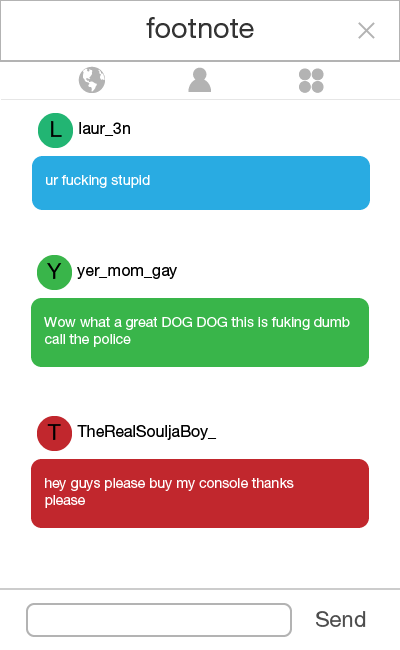 footnote
L
laur_3n
ur fucking stupid
Y
yer_mom_gay
Wow what a great DOG DOG this is fuking dumb
call the police
T
TheRealSouljaBoy_
hey guys please buy my console thanks
please
Send